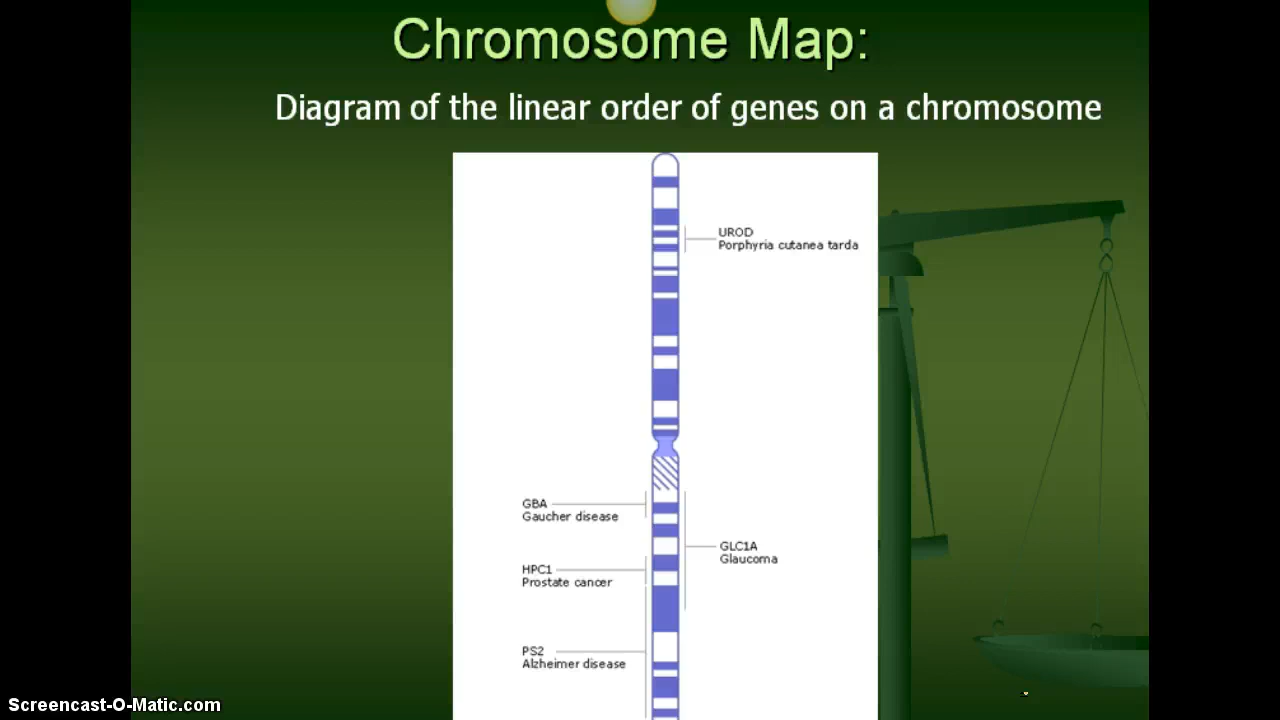 Chromosome Map:
Diagram of the linear order of genes on a chromosome
UROD
Porphyria cutanea tarda
GBA
Gaucher disease
GLC1A
Glaucoma
HPC1
Prostate cancer
PS2
Alzheimer disease
Screencast-O-Matic.com